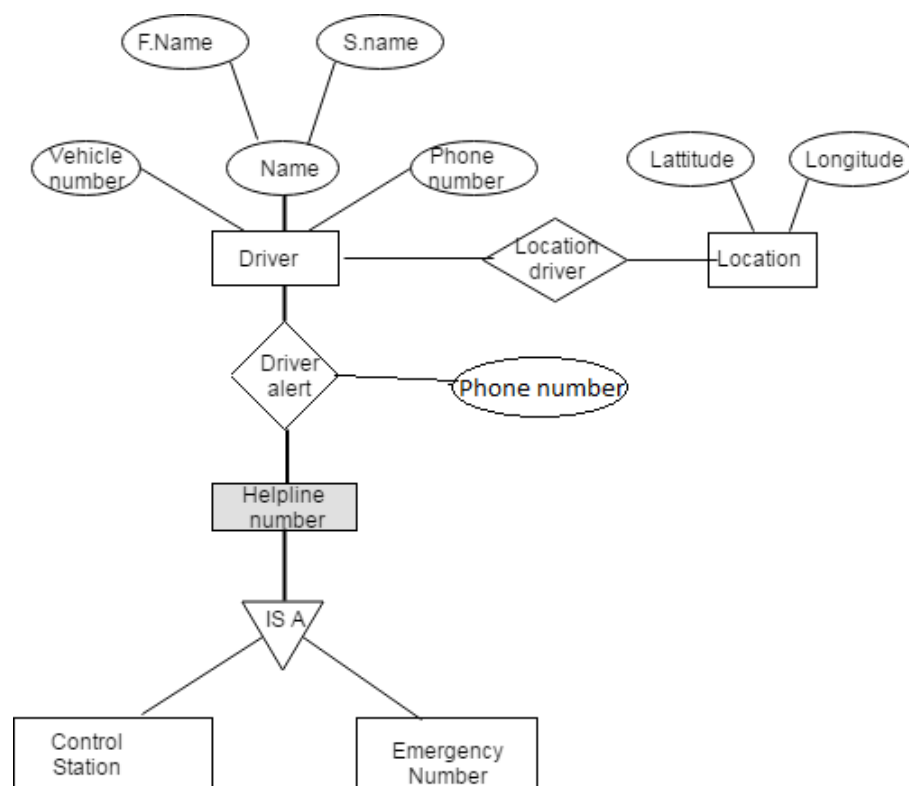 F.Name
S.name
Vehicle
number
Name
Phone
number
Lattitude
Longitude
Driver
Location
driver
Location
Driver
alert
Phone number
Helpline
number
IS A
Control
Station
Emergency
Number